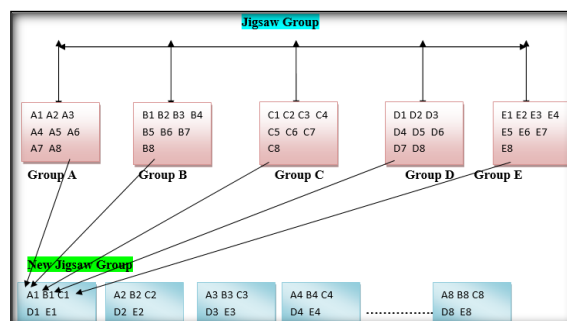 Jigsaw Group
A1 A2 A3
A4 A5 A6
A7 A8
B1 B2 B3 B4
B5 B6 B7
B8
C1 C2 C3 C4
C5 C6 C7
C8
D1 D2 D3
D4 D5 D6
D7 D8
E1 E2 E3 E4
E5 E6 E7
E8
Group A
Group B
Group C
Group D
Group E
New Jigsaw Group
A1 B1 C1
D1 E1
A2 B2 C2
D2 E2
A3 B3 C3
D3 E3
A4 B4 C4
D4 E4
A8 B8 C8
D8 E8